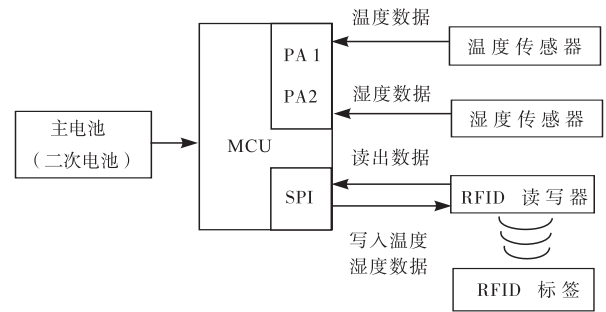 温度数据
PA1
温度传感器
PA2
湿度数据
湿度传感器
主电池
（二次电池）
MCU
读出数据
SPI
RFID 读写器
写入温度
湿度数据
RFID 标签